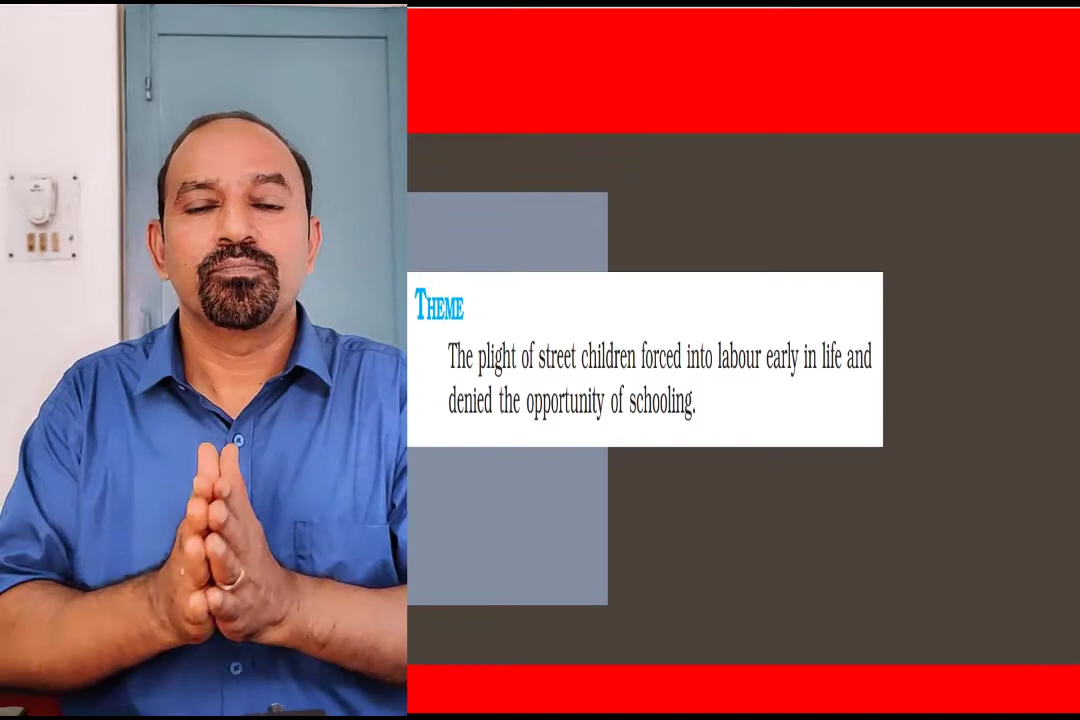 THEME
The plight of street children forced into labour early in life and
denied the opportunity of schooling.